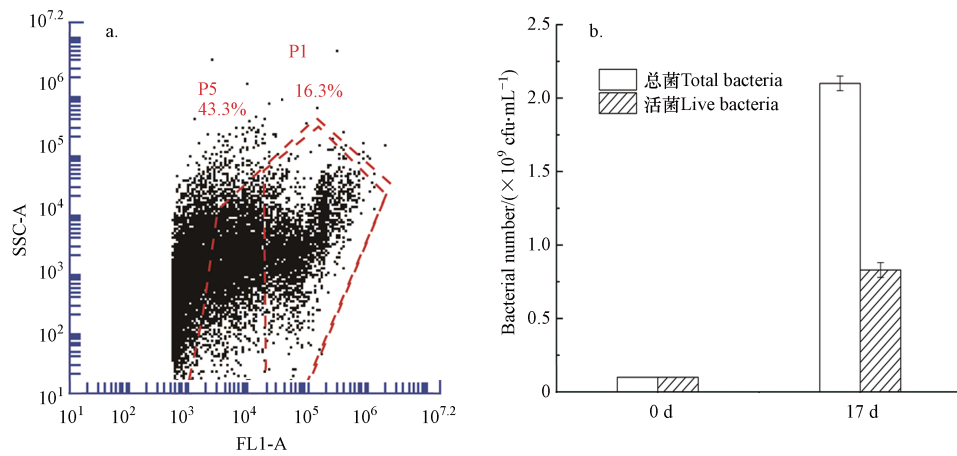 a.
10^7.2
10^6
10^5
10^4
10^3
10^2
10^1
SSC-A
P1
P5
16.3%
43.3%
10^1
10^2
10^3
10^4
10^5
10^6
10^7.2
FL1-A
b.
总菌Total bacteria
活菌Live bacteria
Bacterial number/(×10^9 cfu·mL^−1)
2.5
2.0
1.5
1.0
0.5
0
0 d
17 d